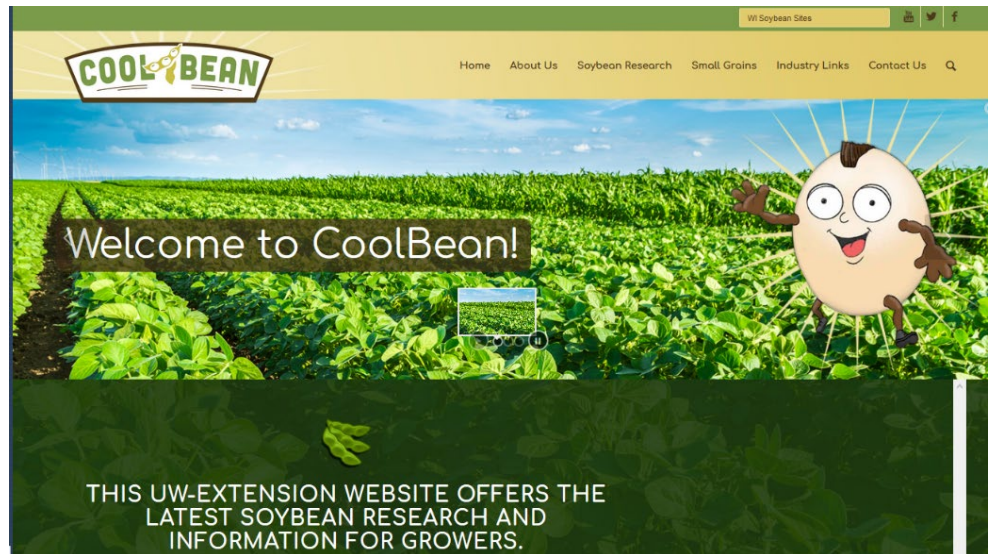 WI Soybean Sites
COOL BEAN
Home About Us Soybean Research Small Grains Industry Links Contact Us
Welcome to CoolBean!
THIS UW-EXTENSION WEBSITE OFFERS THE
LATEST SOYBEAN RESEARCH AND
INFORMATION FOR GROWERS.